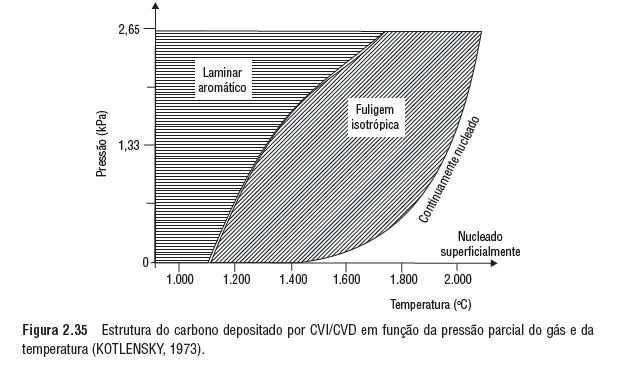 2,65
Laminar
aromático
Fuligem
isotrópica
Pressão (kPa)
1,33
Continuamente nucleado
Nucleado
superficialmente
0
1.000
1.200
1.400
1.600
1.800
2.000
Temperatura (ºC)
Figura 2.35 Estrutura do carbono depositado por CVI/CVD em função da pressão parcial do gás e da
temperatura (KOTLENSKY, 1973).